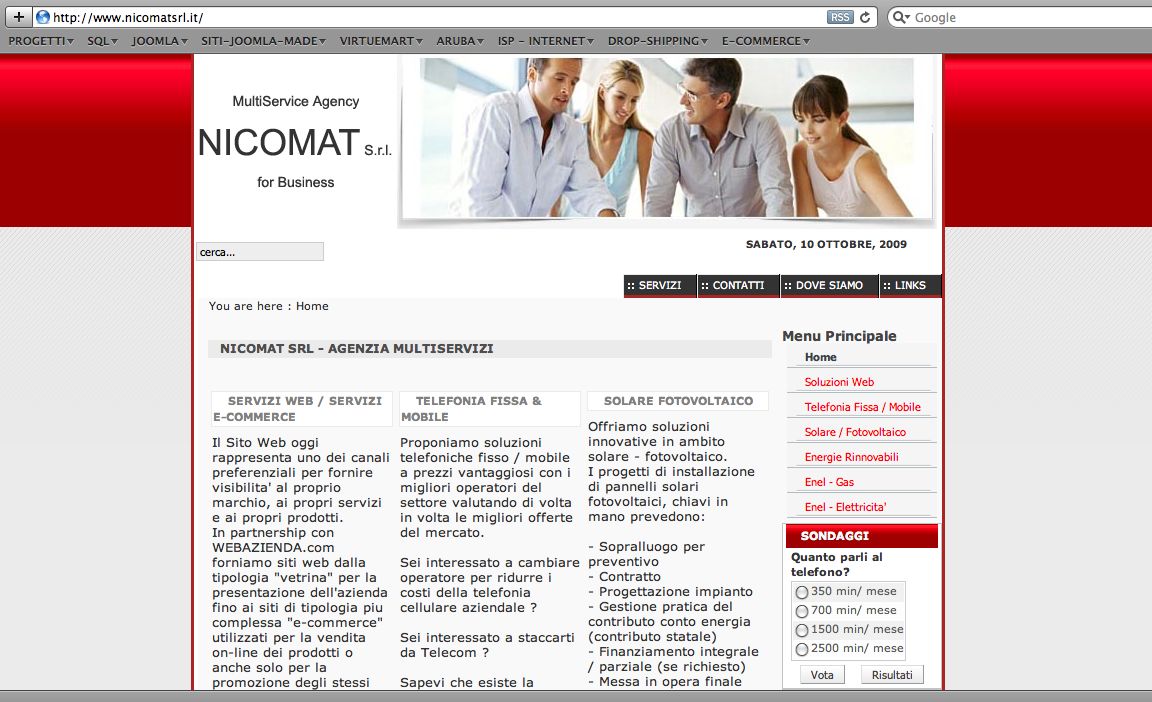 http://www.nicomatsrl.it/
RSS
Google
PROGETTI SQL JOOMLA SITI-JOOMLA-MADE VIRTUEMART ARUBA ISP - INTERNET DROP-SHIPPING E-COMMERCE
MultiService Agency
NICOMAT S.r.l.
for Business
cerca...
SABATO, 10 OTTOBRE, 2009
:: SERVIZI :: CONTATTI :: DOVE SIAMO :: LINKS
You are here : Home
NICOMAT SRL - AGENZIA MULTISERVIZI
SERVIZI WEB / SERVIZI
E-COMMERCE
Il Sito Web oggi
rappresenta uno dei canali
preferenziali per fornire
visibilita' al proprio
marchio, ai propri servizi
e ai propri prodotti.
In partnership con
WEBAZIENDA.com
forniamo siti web dalla
tipologia "vetrina" per la
presentazione dell'azienda
fino ai siti di tipologia piu
complessa "e-commerce"
utilizzati per la vendita
on-line dei prodotti o
anche solo per la
promozione degli stessi
TELEFONIA FISSA &
MOBILE
Proponiamo soluzioni
telefoniche fisso / mobile
a prezzi vantaggiosi con i
migliori operatori del
settore valutando di volta
in volta le migliori offerte
del mercato.
Sei interessato a cambiare
operatore per ridurre i
costi della telefonia
cellulare aziendale ?
Sei interessato a staccarti
da Telecom ?
Sapevi che esiste la
SOLARE FOTOVOLTAICO
Offriamo soluzioni
innovative in ambito
solare - fotovoltaico.
I progetti di installazione
di pannelli solari
fotovoltaici, chiavi in
mano prevedono:
- Sopralluogo per
preventivo
- Contratto
- Progettazione impianto
- Gestione pratica del
contributo conto energia
(contributo statale)
- Finanziamento integrale
/ parziale (se richiesto)
- Messa in opera finale
Menu Principale
Home
Soluzioni Web
Telefonia Fissa / Mobile
Solare / Fotovoltaico
Energie Rinnovabili
Enel - Gas
Enel - Elettricita'
SONDAGGI
Quanto parli al
telefono?
350 min/ mese
700 min/ mese
1500 min/ mese
2500 min/ mese
Vota Risultati